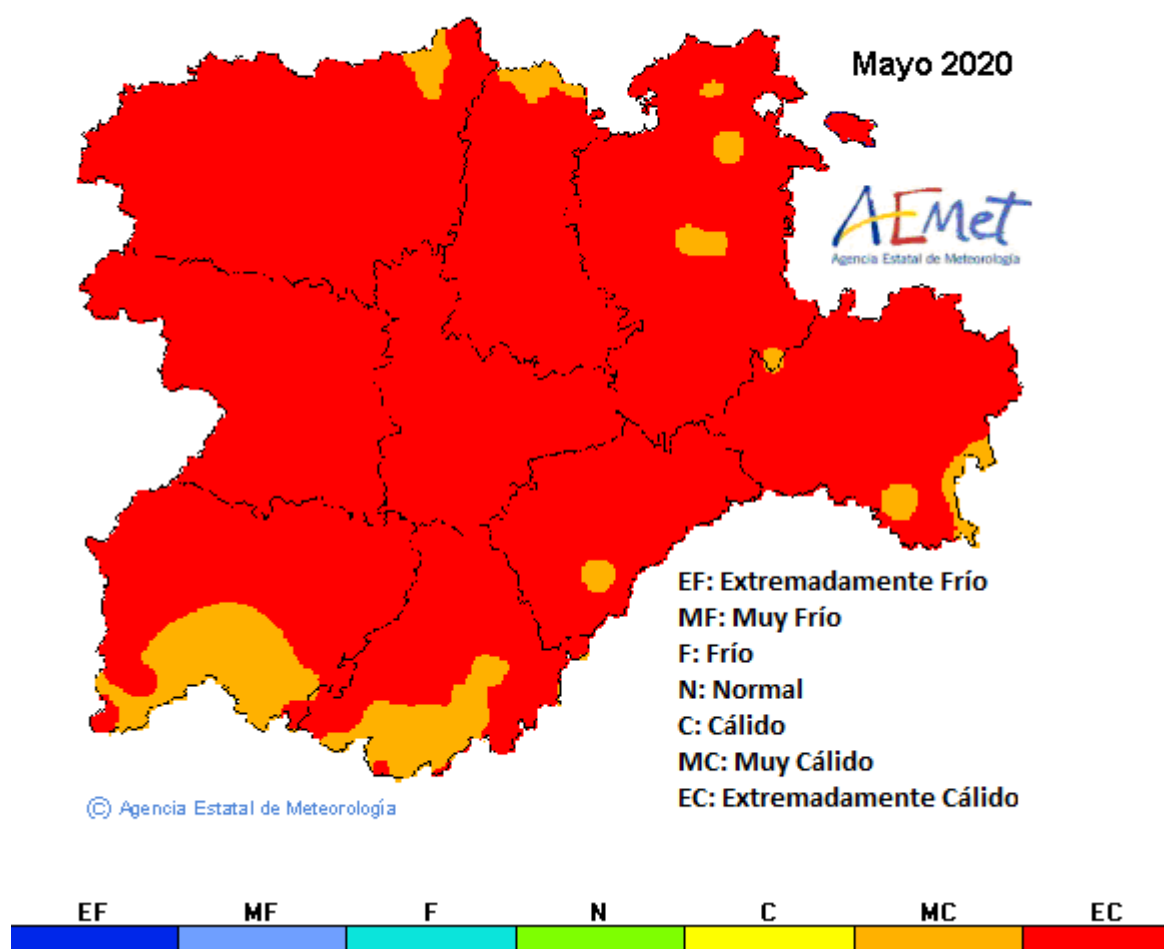 Mayo 2020
AEMet
Agencia Estatal de Meteorología
EF: Extremadamente Frío
MF: Muy Frío
F: Frío
N: Normal
C: Cálido
MC: Muy Cálido
EC: Extremadamente Cálido
© Agencia Estatal de Meteorología
EF MF F N C MC EC